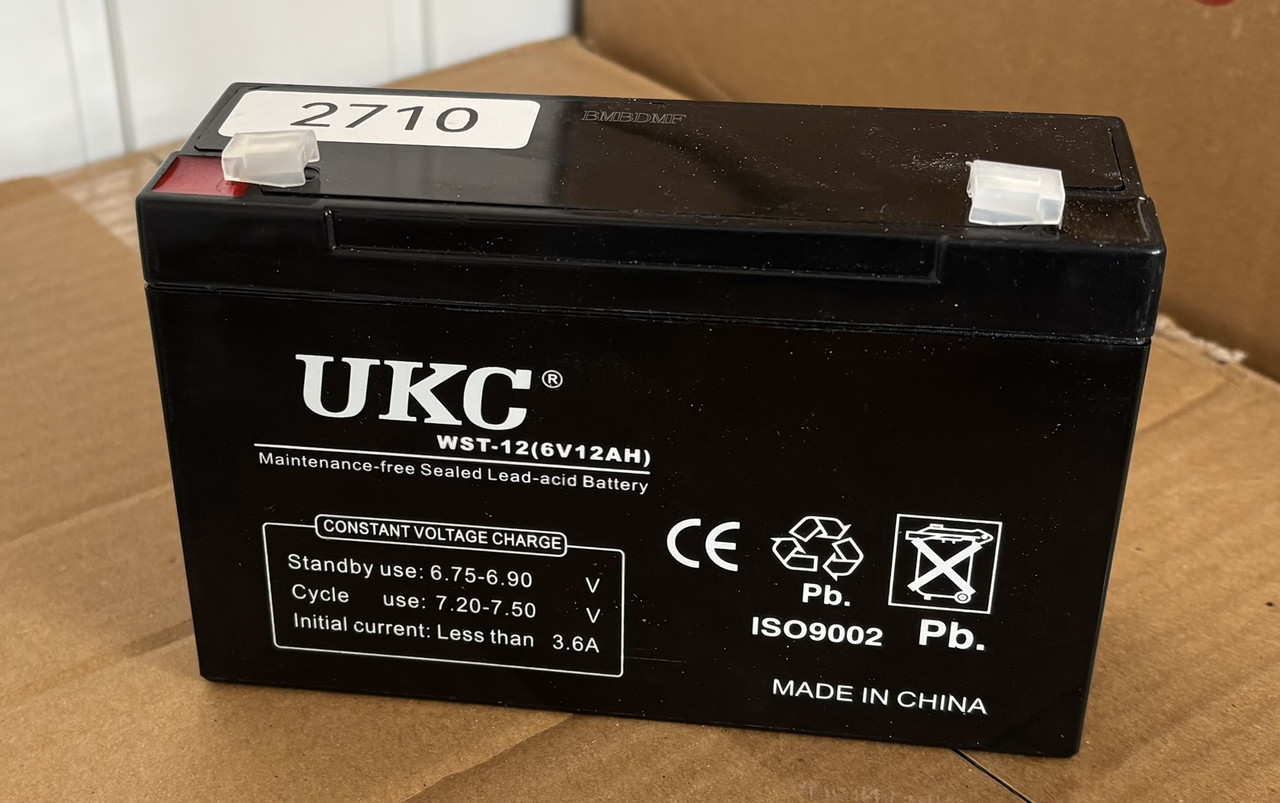 2710
BMBDMF
UKC®
WST-12(6V12AH)
Maintenance-free Sealed Lead-acid Battery
CONSTANT VOLTAGE CHARGE
Standby use: 6.75-6.90 V
Cycle use: 7.20-7.50 V
Initial current: Less than 3.6A
CE
Pb.
ISO9002
Pb.
MADE IN CHINA